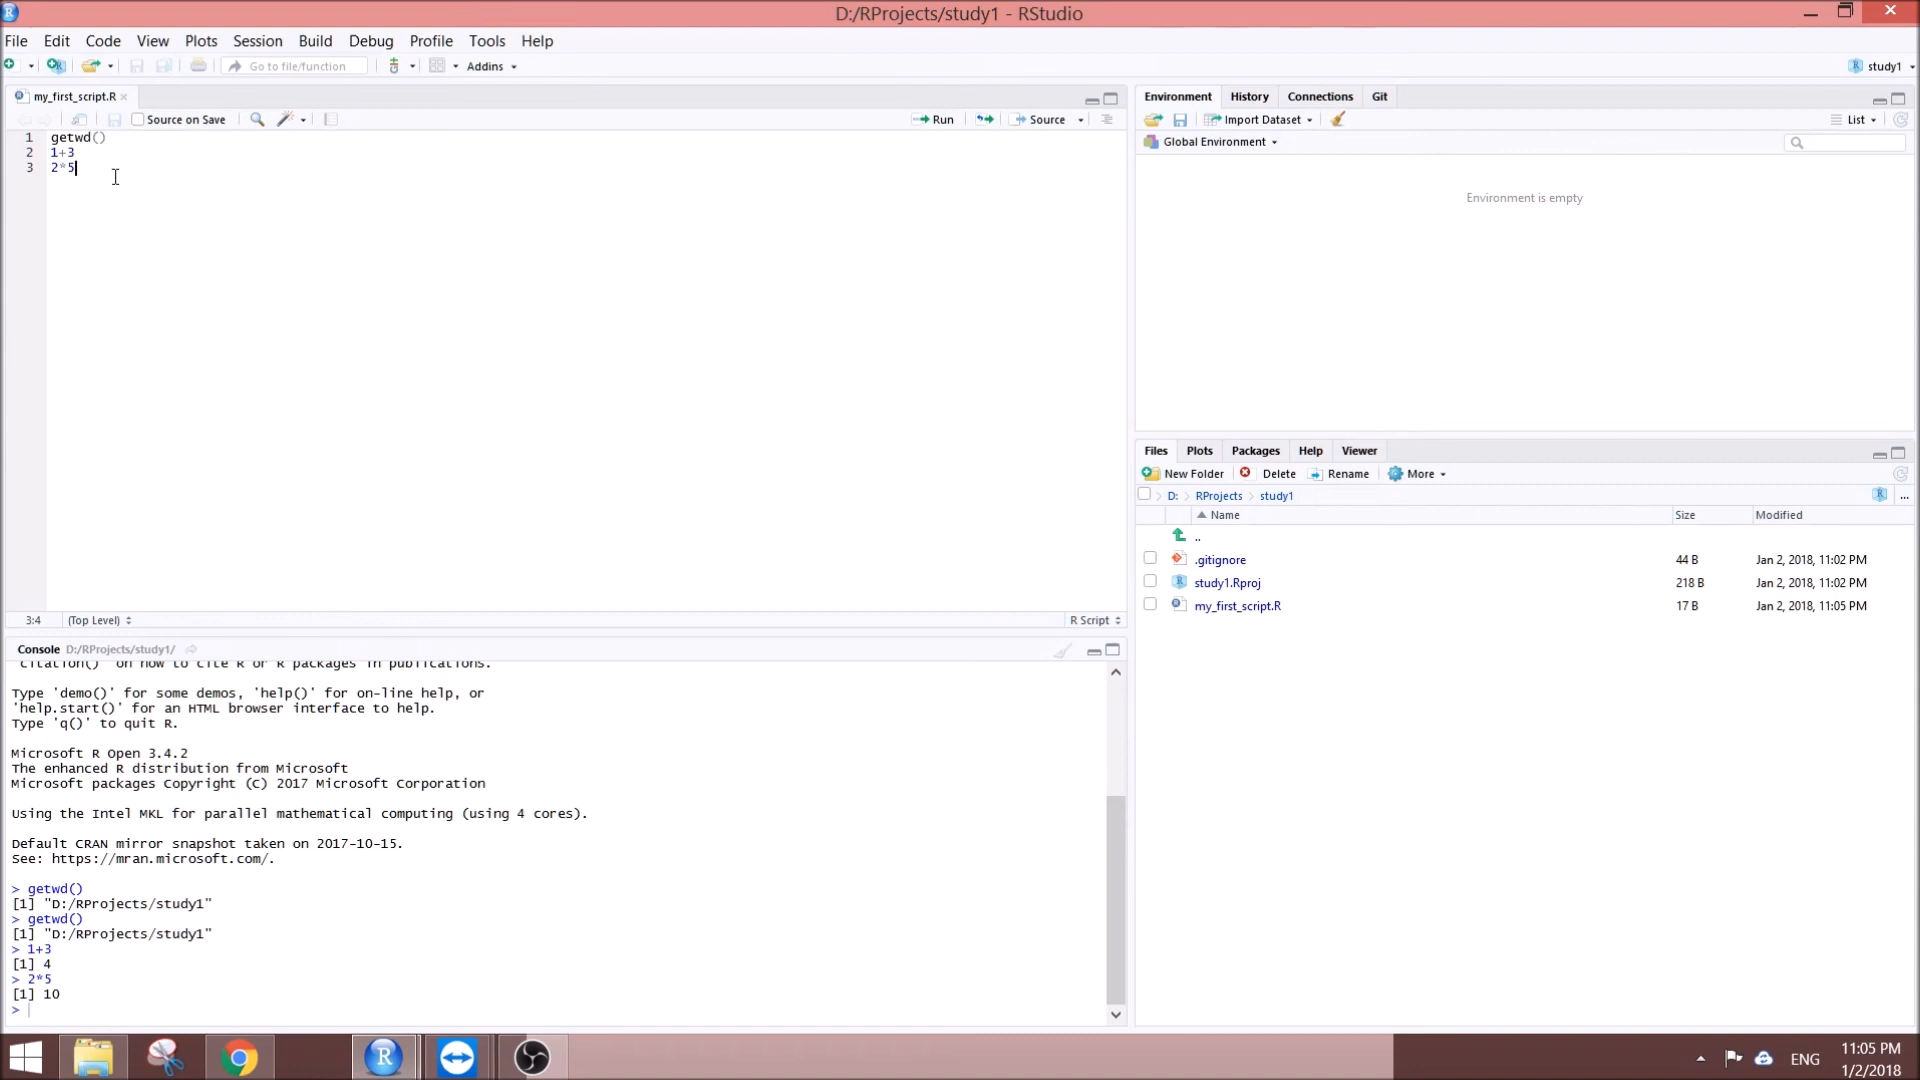 D:/RProjects/study1 - RStudio
File Edit Code View Plots Session Build Debug Profile Tools Help
Go to file/function Addins study1
my_first_script.R
Source on Save Run Source
1 getwd()
2 1+3
3 2*5
3:4 (Top Level) R Script
Console D:/RProjects/study1/
'citation()' on how to cite R or R packages in publications.
Type 'demo()' for some demos, 'help()' for on-line help, or
'help.start()' for an HTML browser interface to help.
Type 'q()' to quit R.
Microsoft R Open 3.4.2
The enhanced R distribution from Microsoft
Microsoft packages Copyright (C) 2017 Microsoft Corporation
Using the Intel MKL for parallel mathematical computing (using 4 cores).
Default CRAN mirror snapshot taken on 2017-10-15.
See: https://mran.microsoft.com/.
> getwd()
[1] "D:/RProjects/study1"
> getwd()
[1] "D:/RProjects/study1"
> 1+3
[1] 4
> 2*5
[1] 10
>
Environment History Connections Git
Import Dataset List
Global Environment
Environment is empty
Files Plots Packages Help Viewer
New Folder Delete Rename More
D: RProjects study1 ...
Name Size Modified
..
.gitignore 44 B Jan 2, 2018, 11:02 PM
study1.Rproj 218 B Jan 2, 2018, 11:02 PM
my_first_script.R 17 B Jan 2, 2018, 11:05 PM
ENG
11:05 PM
1/2/2018